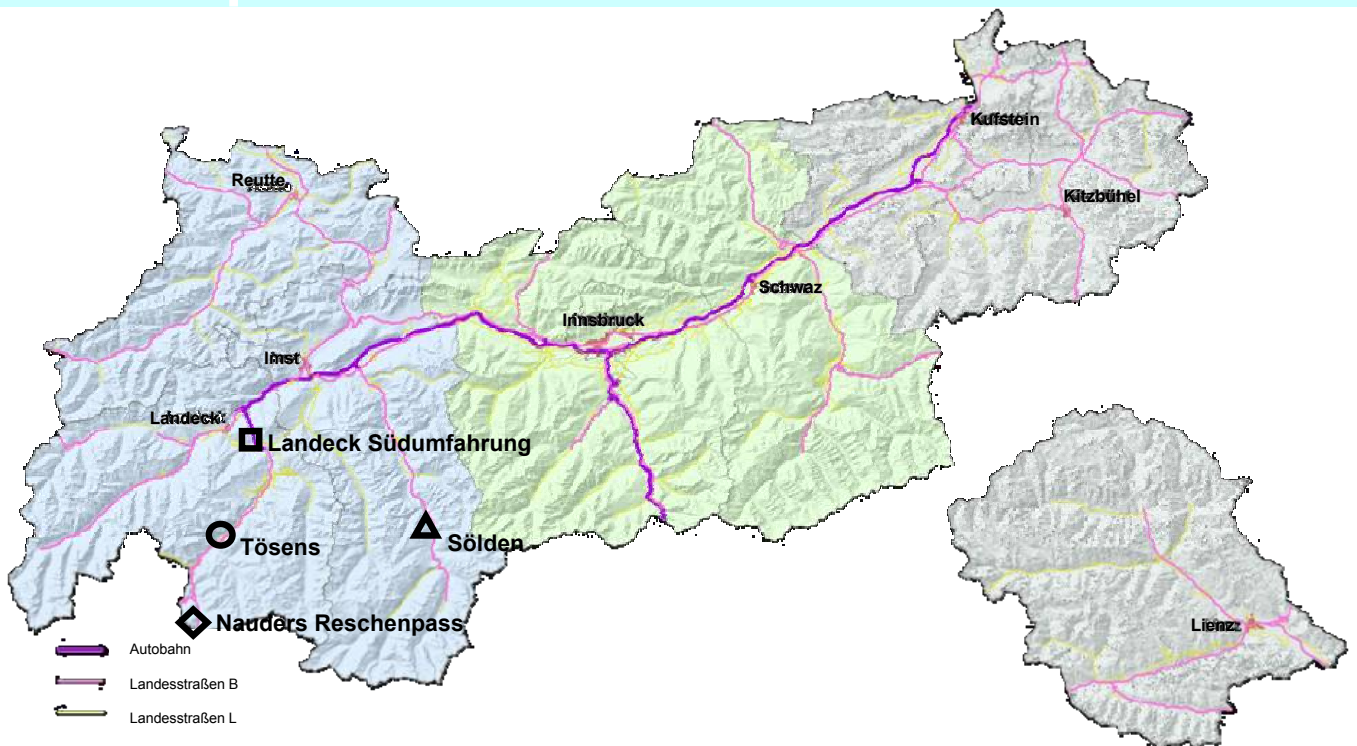 Kufstein
Reutte
Kitzbühel
Schwaz
Innsbruck
Imst
Landeck
Landeck Südumfahrung
Tösens
Sölden
Nauders Reschenpass
Lienz
Autobahn
Landesstraßen B
Landesstraßen L